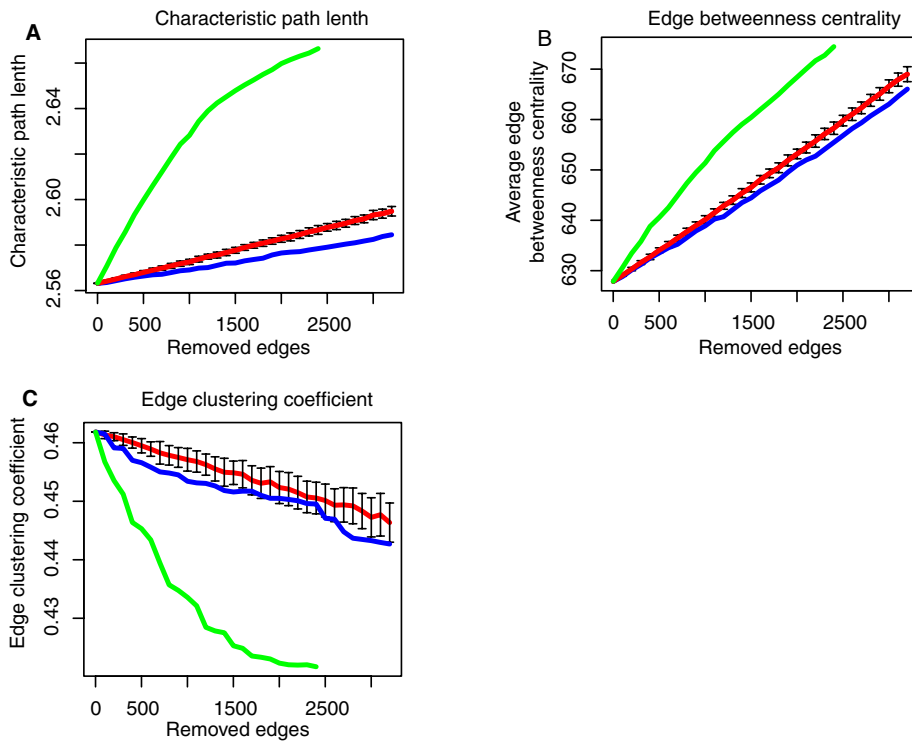 A
Characteristic path lenth
Characteristic path lenth
2.56 2.60 2.64
0 500 1500 2500
Removed edges
B
Edge betweenness centrality
Average edge
betweenness centrality
630 640 650 660 670
0 500 1500 2500
Removed edges
C
Edge clustering coefficient
Edge clustering coefficient
0.43 0.44 0.45 0.46
0 500 1500 2500
Removed edges